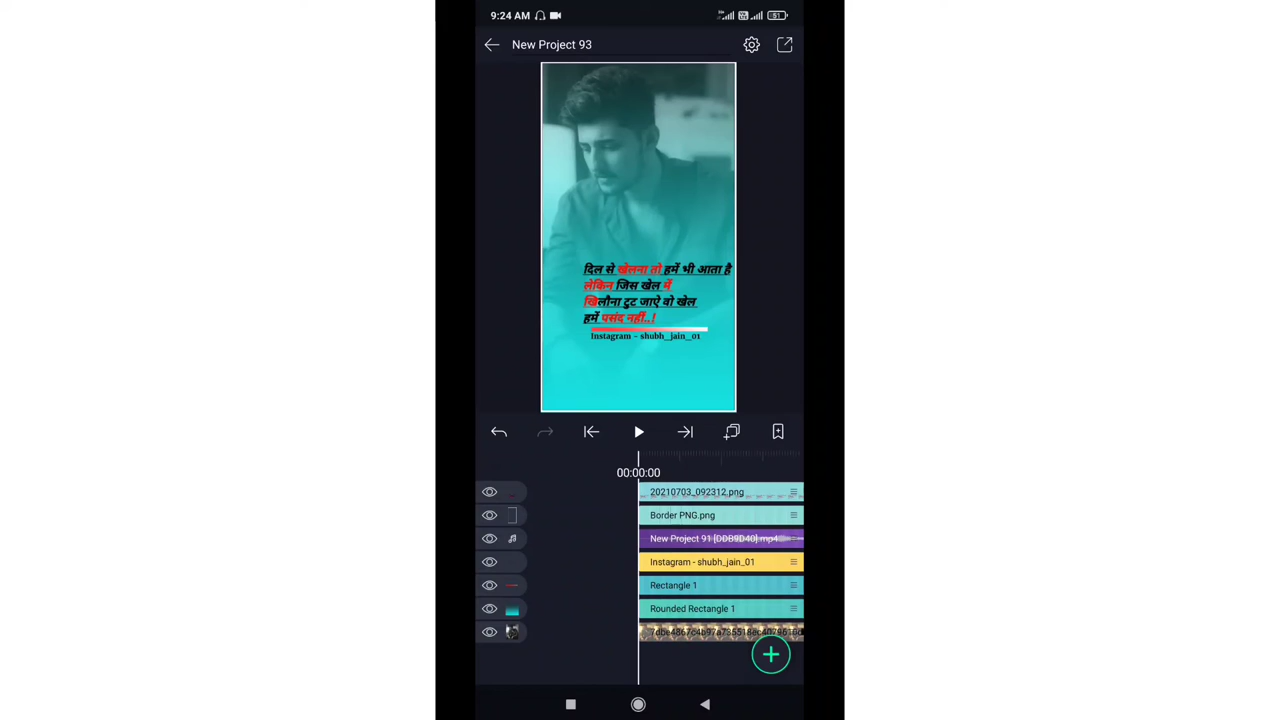 9:24 AM 51
New Project 93
दिल से खेलना तो हमें भी आता है
लेकिन जिस खेल में
खिलौना टुट जाऐ वो खेल
हमें पसंद नहीं..!
Instagram - shubh_jain_01
00:00:00
20210703_092312.png
Border PNG.png
New Project 91 [DDB9D40].mp4
Instagram - shubh_jain_01
Rectangle 1
Rounded Rectangle 1